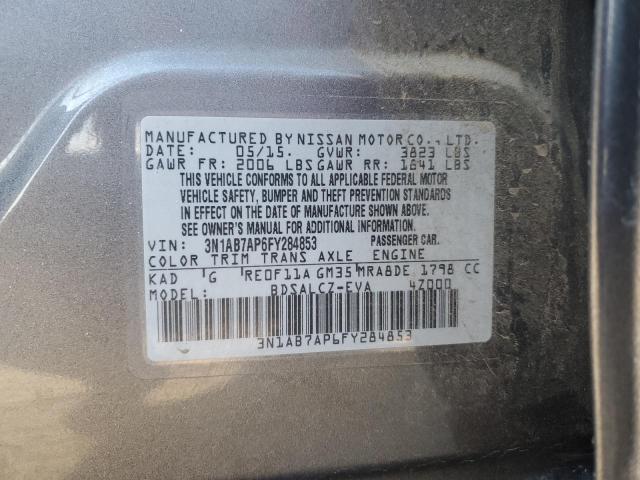 MANUFACTURED BY NISSAN MOTOR CO., LTD.
DATE: 05/15. GVWR: 3823 LBS
GAWR FR: 2006 LBS GAWR RR: 1841 LBS
THIS VEHICLE CONFORMS TO ALL APPLICABLE FEDERAL MOTOR
VEHICLE SAFETY, BUMPER AND THEFT PREVENTION STANDARDS
IN EFFECT ON THE DATE OF MANUFACTURE SHOWN ABOVE.
SEE OWNER'S MANUAL FOR ADDITIONAL INFORMATION.
VIN: 3N1AB7AP6FY284853 PASSENGER CAR.
COLOR TRIM TRANS AXLE ENGINE
KAD G RE0F11A GM35 MRA8DE 1798 CC
MODEL: BDSALCZ-EVA 4Z000
3N1AB7AP6FY284853